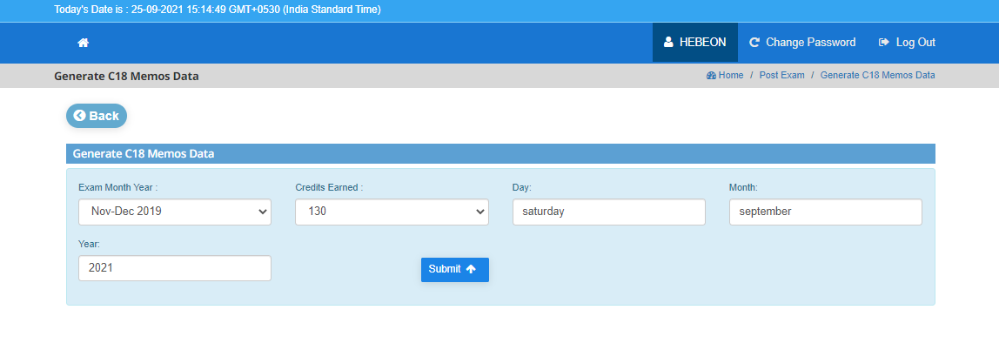 Today's Date is : 25-09-2021 15:14:49 GMT+0530 (India Standard Time)
HEBEON Change Password Log Out
Generate C18 Memos Data Home / Post Exam / Generate C18 Memos Data
Back
Generate C18 Memos Data
Exam Month Year : Credits Earned : Day: Month:
Nov-Dec 2019 130 saturday september
Year:
2021 Submit